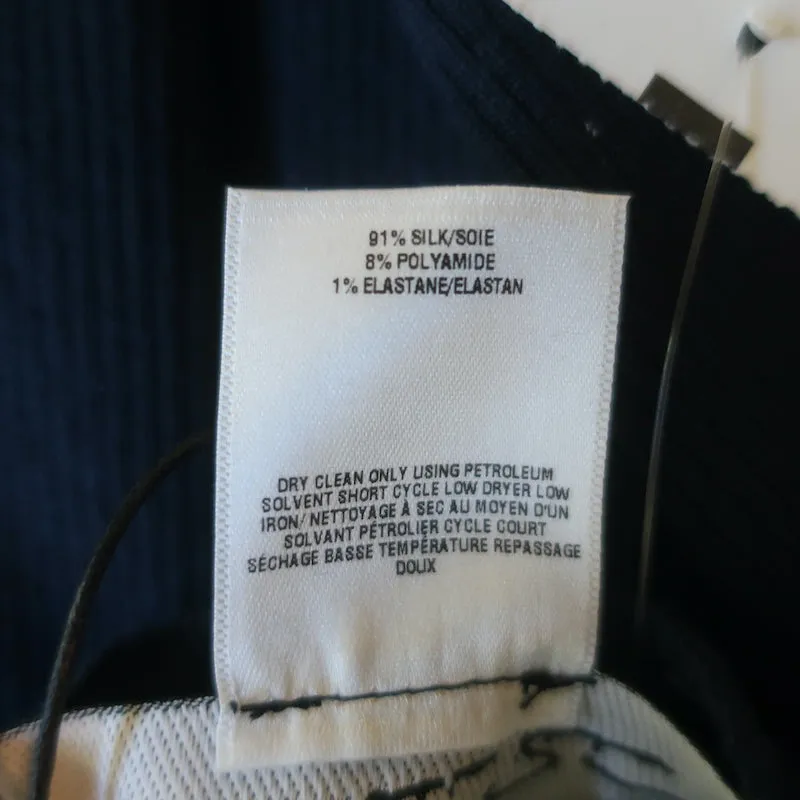 91% SILK/SOIE
8% POLYAMIDE
1% ELASTANE/ELASTAN
DRY CLEAN ONLY USING PETROLEUM
SOLVENT SHORT CYCLE LOW DRYER LOW
IRON/ NETTOYAGE À SEC AU MOYEN D'UN
SOLVANT PÉTROLIER CYCLE COURT
SÉCHAGE BASSE TEMPÉRATURE REPASSAGE
DOUX